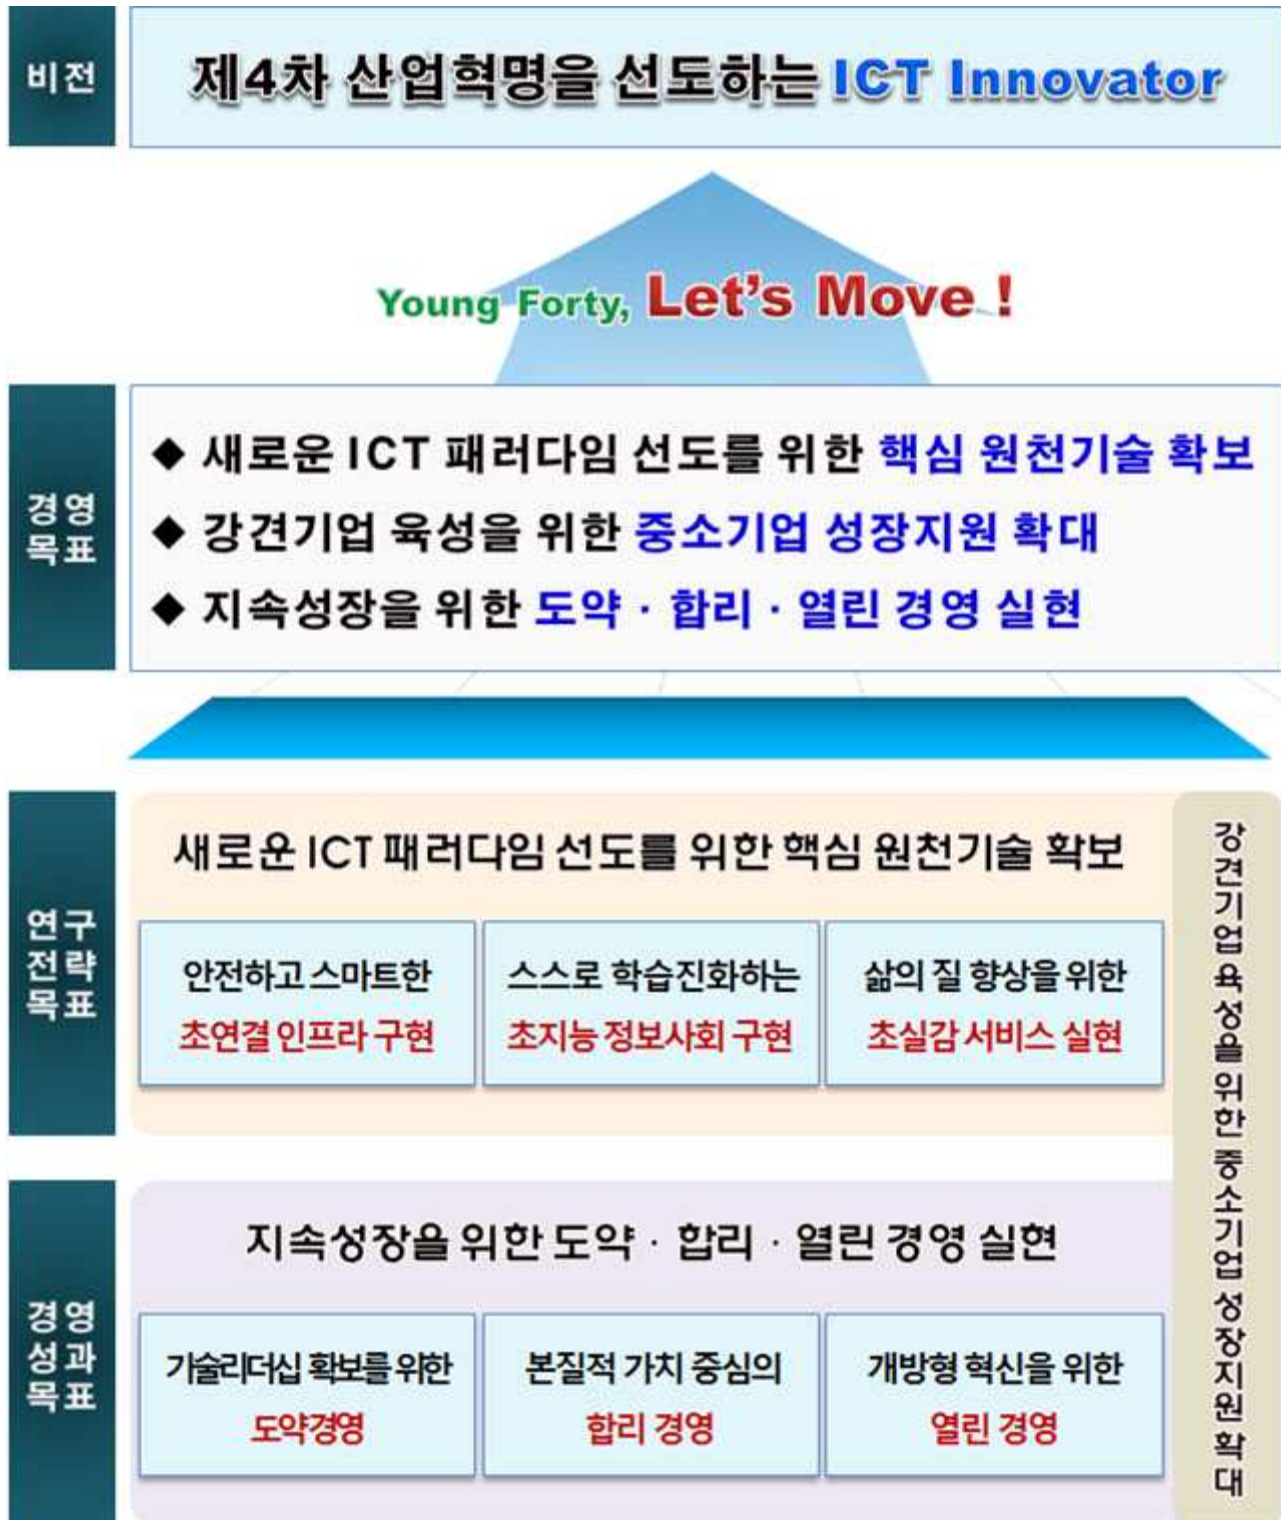 비전
제4차 산업혁명을 선도하는 ICT Innovator
Young Forty, Let's Move !
경영
목표
◆ 새로운 ICT 패러다임 선도를 위한 핵심 원천기술 확보
◆ 강견기업 육성을 위한 중소기업 성장지원 확대
◆ 지속성장을 위한 도약 · 합리 · 열린 경영 실현
연구
전략
목표
새로운 ICT 패러다임 선도를 위한 핵심 원천기술 확보
안전하고 스마트한
초연결 인프라 구현
스스로 학습진화하는
초지능 정보사회 구현
삶의 질 향상을 위한
초실감 서비스 실현
강견기업 육성을 위한 중소기업 성장지원 확대
경영
성과
목표
지속성장을 위한 도약 · 합리 · 열린 경영 실현
기술리더십 확보를 위한
도약경영
본질적 가치 중심의
합리 경영
개방형 혁신을 위한
열린 경영